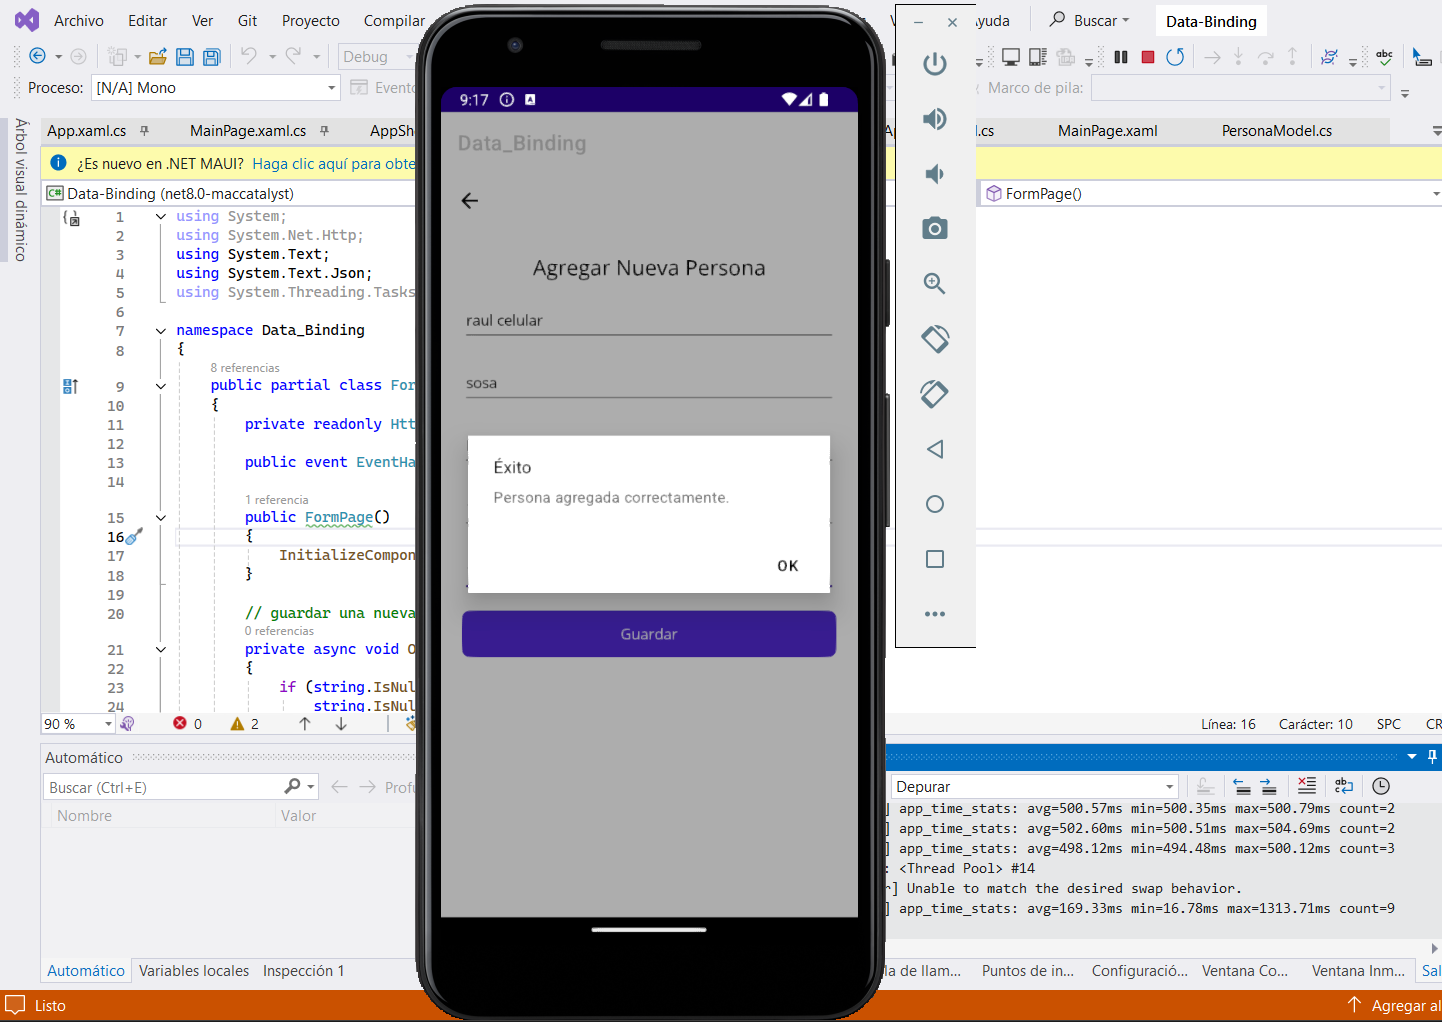 Archivo Editar Ver Git Proyecto Compilar Ayuda Buscar Data-Binding
Debug
Proceso: [N/A] Mono Evento Marco de pila:
App.xaml.cs MainPage.xaml.cs AppSh .cs MainPage.xaml PersonaModel.cs
¿Es nuevo en .NET MAUI? Haga clic aquí para obte
Data-Binding (net8.0-maccatalyst) FormPage()
Árbol visual dinámico
1 using System;
2 using System.Net.Http;
3 using System.Text;
4 using System.Text.Json;
5 using System.Threading.Tasks
6
7 namespace Data_Binding
8 {
8 referencias
9 public partial class For
10 {
11 private readonly Htt
12
13 public event EventHa
14
1 referencia
15 public FormPage()
16 {
17 InitializeCompon
18 }
19
20 // guardar una nueva
0 referencias
21 private async void O
22 {
23 if (string.IsNul
24 string.IsNul
90 % 0 2 Línea: 16 Carácter: 10 SPC CR
9:17
Data_Binding
Agregar Nueva Persona
raul celular
sosa
Éxito
Persona agregada correctamente.
OK
Guardar
abc
Automático
Buscar (Ctrl+E) Profu
Nombre Valor
Depurar
] app_time_stats: avg=500.57ms min=500.35ms max=500.79ms count=2
] app_time_stats: avg=502.60ms min=500.51ms max=504.69ms count=2
] app_time_stats: avg=498.12ms min=494.48ms max=500.12ms count=3
: <Thread Pool> #14
r] Unable to match the desired swap behavior.
] app_time_stats: avg=169.33ms min=16.78ms max=1313.71ms count=9
Automático Variables locales Inspección 1 la de llam... Puntos de in... Configuració... Ventana Co... Ventana Inm... Sal
Listo Agregar al